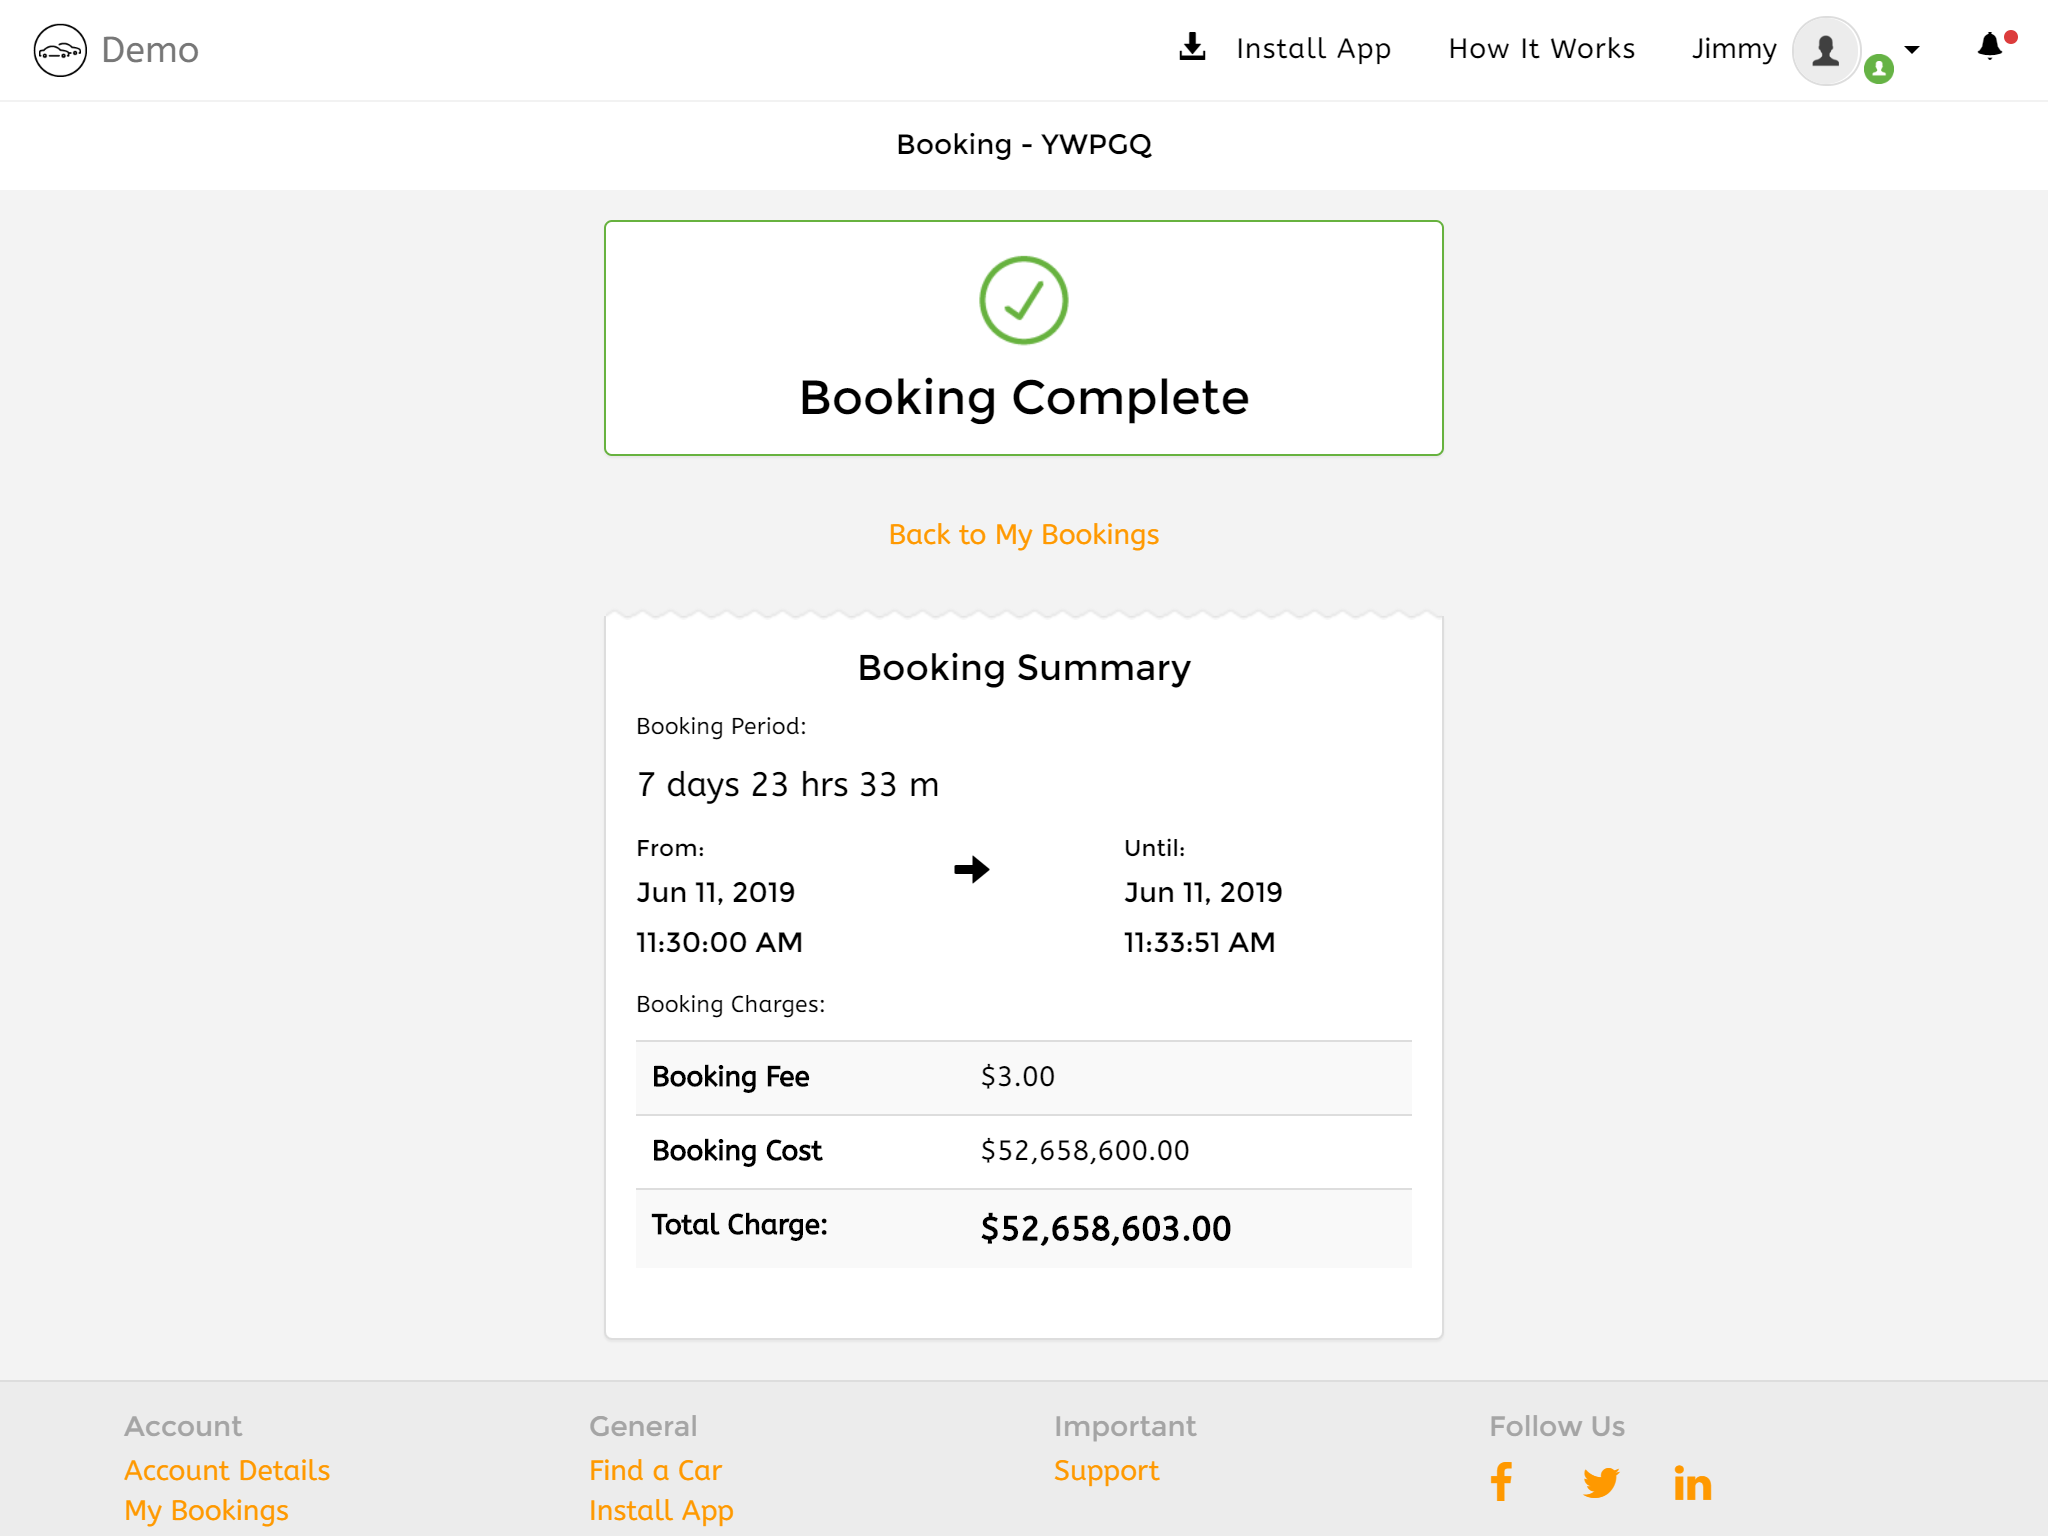 Demo
Install App
How It Works
Jimmy
Booking - YWPGQ
Booking Complete
Back to My Bookings
Booking Summary
Booking Period:
7 days 23 hrs 33 m
From:
Jun 11, 2019
11:30:00 AM
Until:
Jun 11, 2019
11:33:51 AM
Booking Charges:
Booking Fee $3.00
Booking Cost $52,658,600.00
Total Charge: $52,658,603.00
Account
Account Details
My Bookings
General
Find a Car
Install App
Important
Support
Follow Us